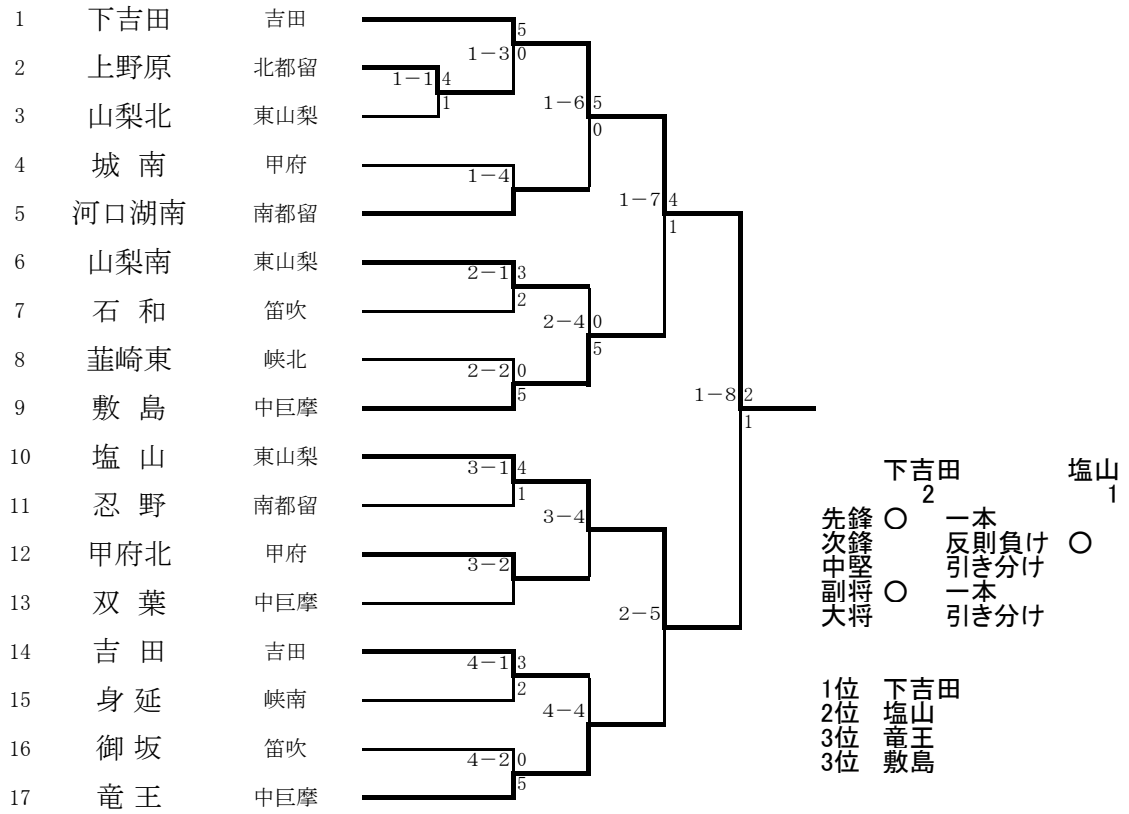 1 下吉田 吉田
5
1－3 0
2 上野原 北都留
1－1 4
1
1－6 5
0
3 山梨北 東山梨
4 城 南 甲府
1－4
1－7 4
1
5 河口湖南 南都留
6 山梨南 東山梨
2－1 3
2
7 石 和 笛吹
2－4 0
5
8 韮崎東 峡北
2－2 0
5
1－8 2
1
9 敷 島 中巨摩
10 塩 山 東山梨
3－1 4
1
11 忍 野 南都留
3－4
12 甲府北 甲府
3－2
13 双 葉 中巨摩
2－5
14 吉 田 吉田
4－1 3
2
15 身 延 峡南
4－4
16 御 坂 笛吹
4－2 0
5
17 竜 王 中巨摩
下吉田 塩山
2 1
先鋒 〇 一本
次鋒 反則負け 〇
中堅 引き分け
副将 〇 一本
大将 引き分け
1位 下吉田
2位 塩山
3位 竜王
3位 敷島